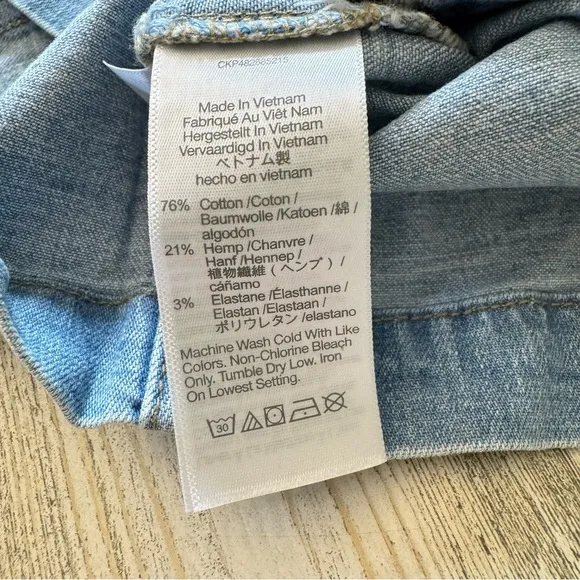 CKP482685215
Made In Vietnam
Fabriqué Au Viêt Nam
Hergestellt In Vietnam
Vervaardigd In Vietnam
ベトナム製
hecho en vietnam
76% Cotton /Coton /
Baumwolle /Katoen /綿 /
algodón
21% Hemp /Chanvre /
Hanf /Hennep /
植物繊維 ( ヘンプ ) /
cáñamo
3% Elastane /Élasthanne /
Elastan /Elastaan /
ポリウレタン /elastano
Machine Wash Cold With Like
Colors. Non-Chlorine Bleach
Only. Tumble Dry Low. Iron
On Lowest Setting.
30